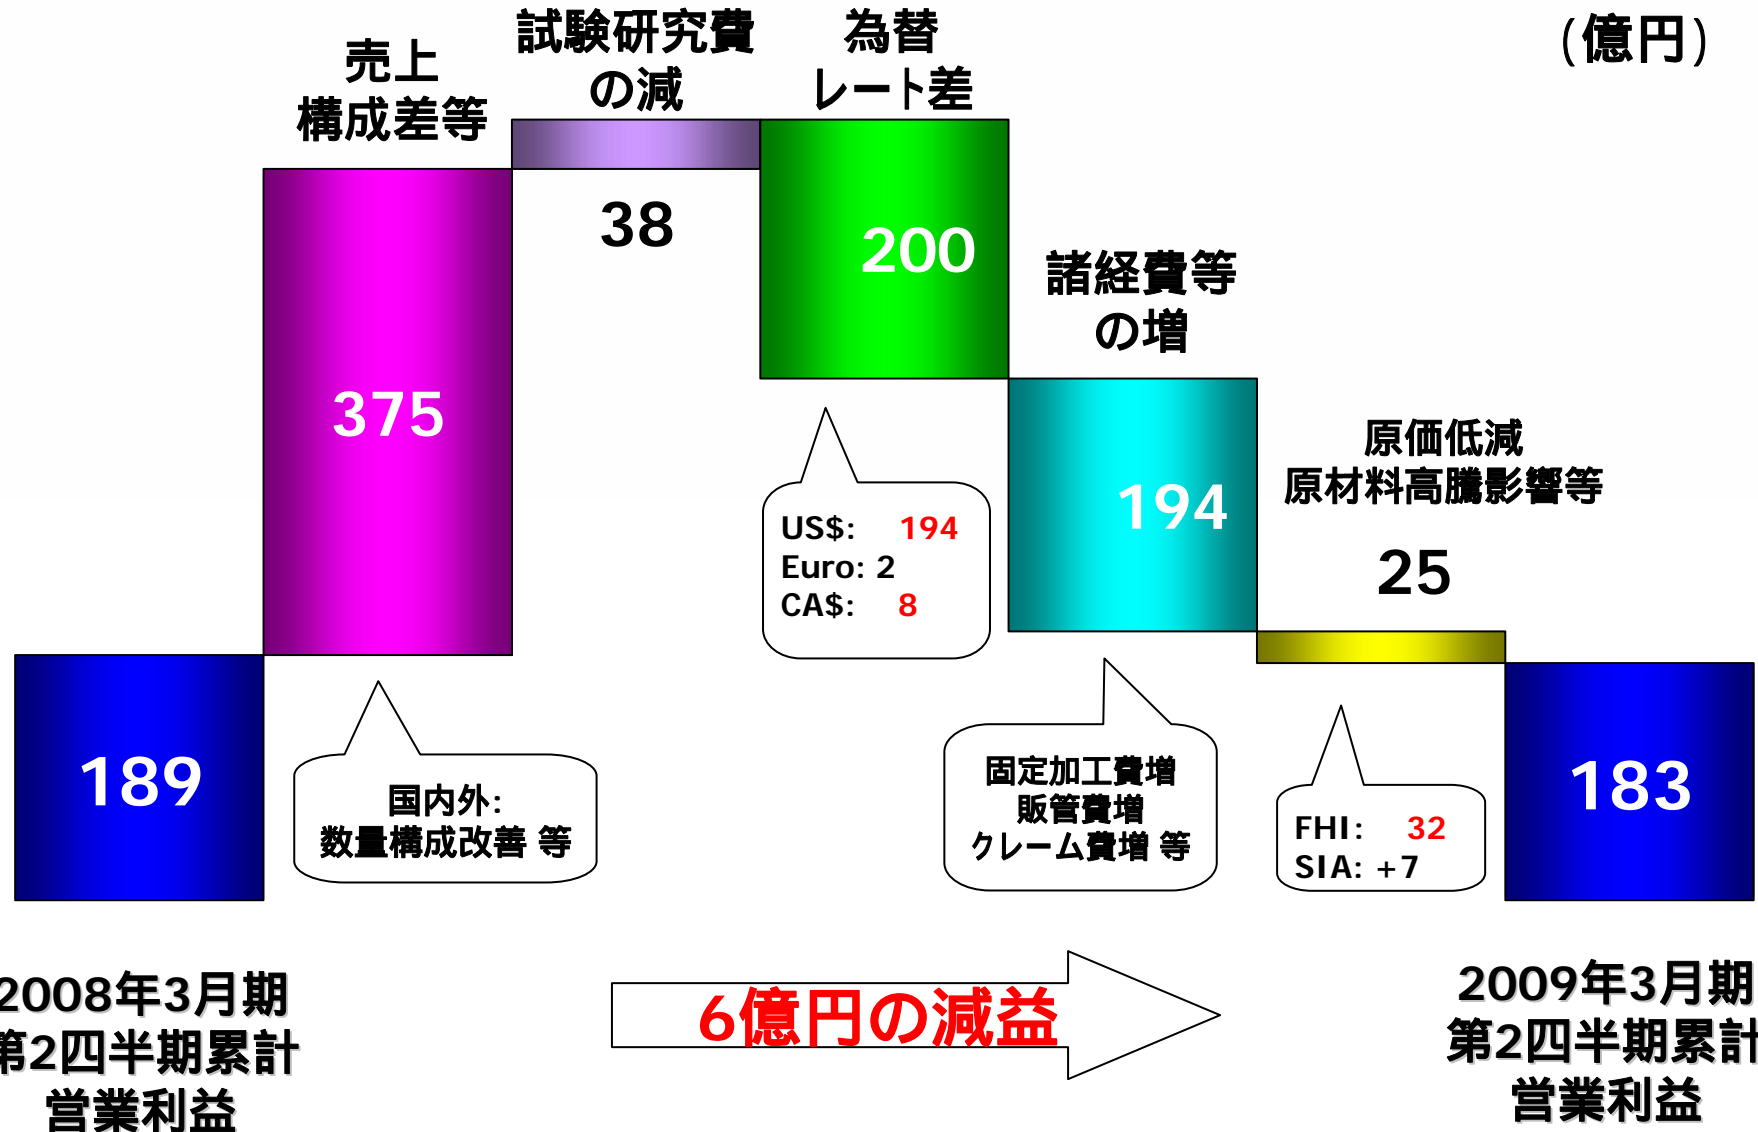 (億円)
売上
構成差等
試験研究費
の減
為替
レート差
38
200
諸経費等
の増
375
原価低減
原材料高騰影響等
US$: 194
Euro: 2
CA$: 8
194
25
189
国内外:
数量構成改善 等
固定加工費増
販管費増
クレーム費増 等
FHI: 32
SIA: +7
183
2008年3月期
第2四半期累計
営業利益
6億円の減益
2009年3月期
第2四半期累計
営業利益